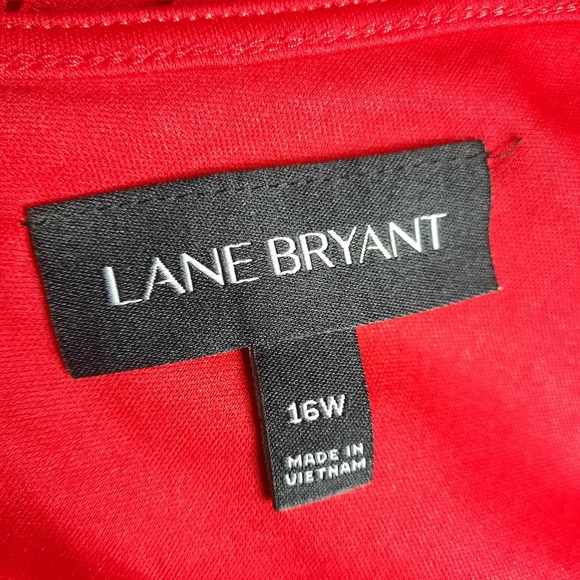 LANE BRYANT
16W
MADE IN
VIETNAM